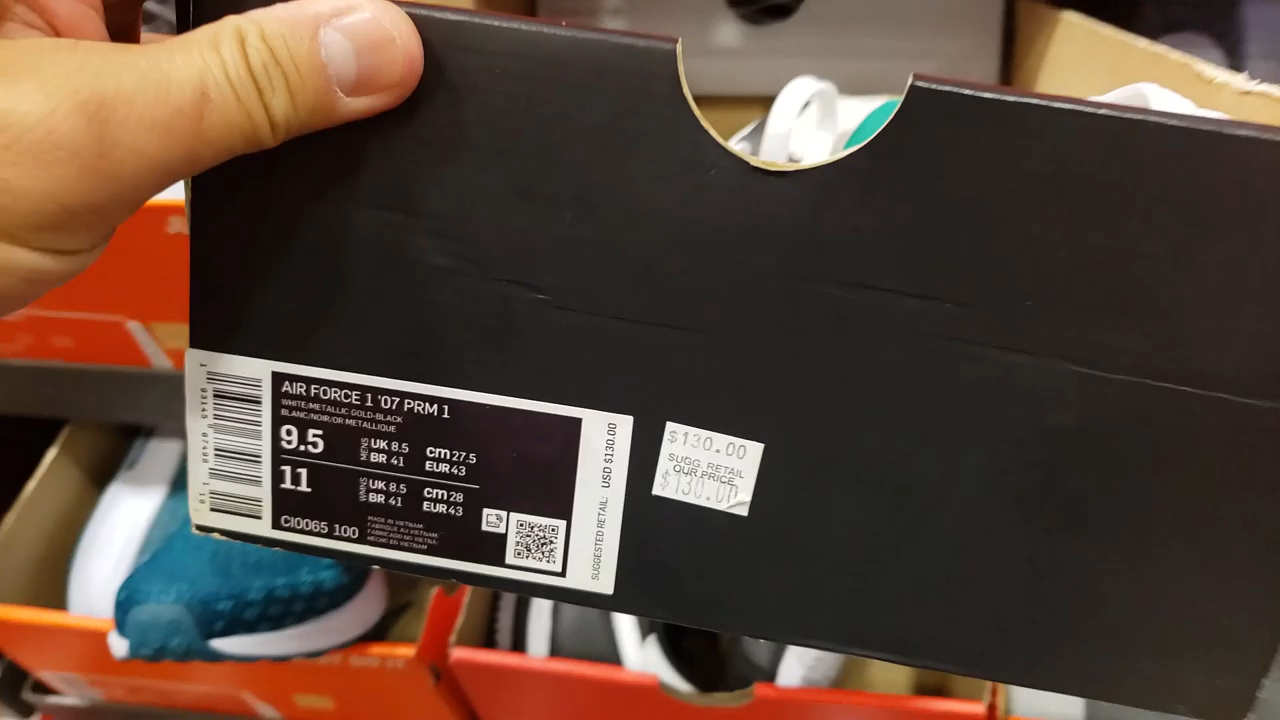 AIR FORCE 1 '07 PRM 1
WHITE/METALLIC GOLD-BLACK
BLANC/NOIR/OR METALLIQUE
9.5
MENS
UK 8.5
BR 41
cm 27.5
EUR 43
11
WMNS
UK 8.5
BR 41
cm 28
EUR 43
CI0065 100
MADE IN VIETNAM
FABRIQUE AU VIETNAM
FABRICADO NO VIETNÃ
HECHO EN VIETNAM
SUGGESTED RETAIL: USD $130.00
$130.00
SUGG. RETAIL
OUR PRICE
$130.00